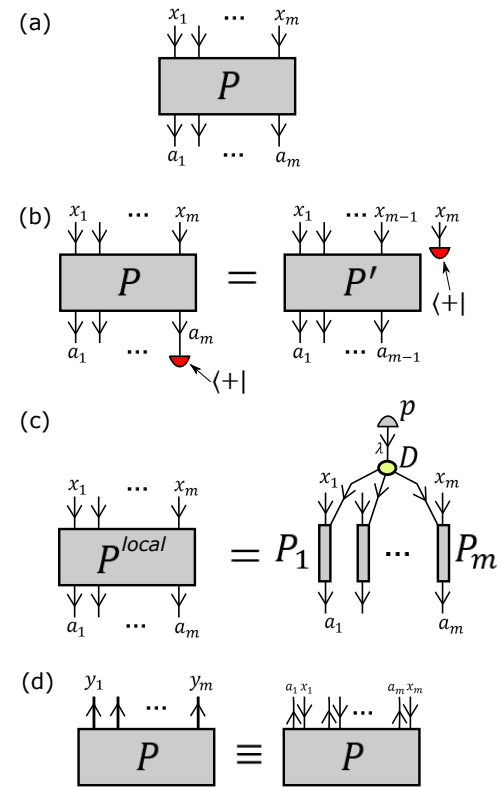 (a)
x₁ ... xₘ
P
a₁ ... aₘ
(b)
x₁ ... xₘ x₁ ... xₘ₋₁ xₘ
P = P′
⟨+|
a₁ ... aₘ a₁ ... aₘ₋₁
⟨+|
(c)
p
λ
D
x₁ ... xₘ x₁ xₘ
P^local = P₁ ... Pₘ
a₁ ... aₘ a₁ aₘ
(d)
y₁ ... yₘ a₁ x₁ ... aₘ xₘ
P ≡ P